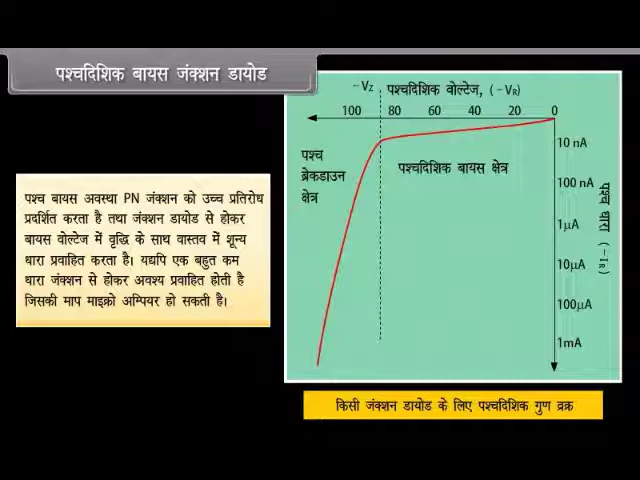 पश्चदिशिक बायस जंक्शन डायोड
–VZ पश्चदिशिक वोल्टेज, (–VR)
100 80 60 40 20 0
पश्च
ब्रेकडाउन
क्षेत्र
पश्चदिशिक बायस क्षेत्र
10 nA
100 nA
1µA
10µA
100µA
1mA
पश्च धारा (–IR)
पश्च बायस अवस्था PN जंक्शन को उच्च प्रतिरोध
प्रदर्शित करता है तथा जंक्शन डायोड से होकर
बायस वोल्टेज में वृद्धि के साथ वास्तव में शून्य
धारा प्रवाहित करता है। यद्यपि एक बहुत कम
धारा जंक्शन से होकर अवश्य प्रवाहित होती है
जिसकी माप माइक्रो अम्पियर हो सकती है।
किसी जंक्शन डायोड के लिए पश्चदिशिक गुण व्रक्र